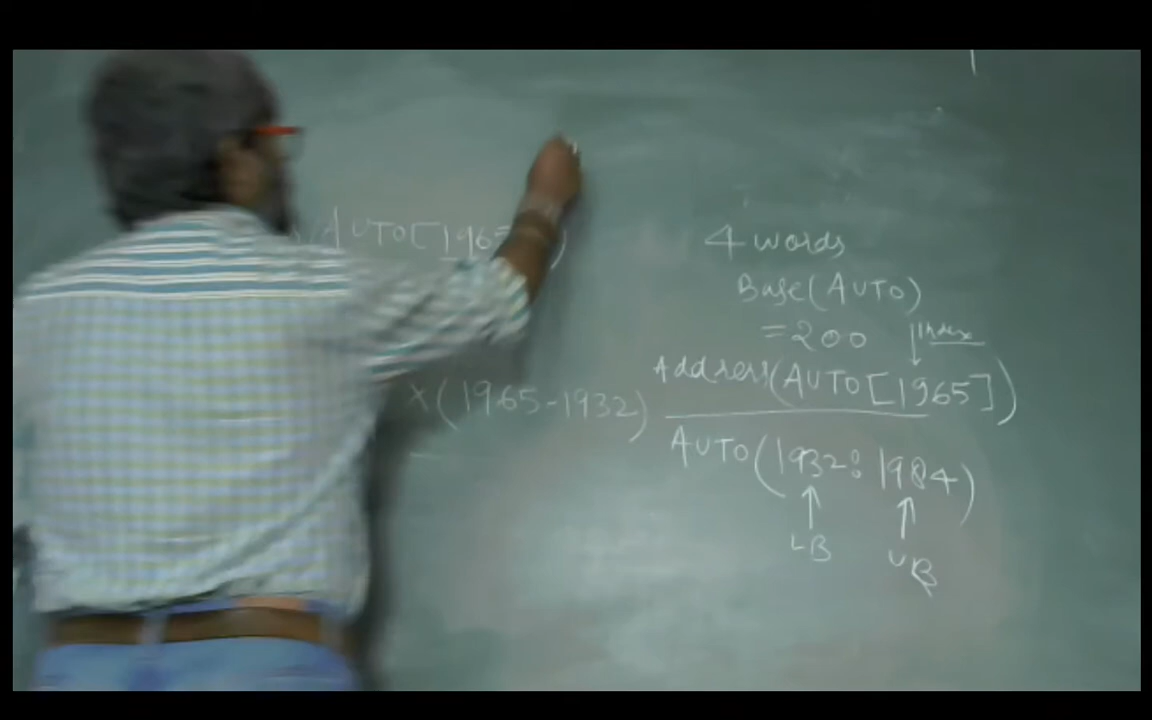 (AUTO[196
×(1965-1932)
4 words
Base(AUTO)
=200
Index
Address(AUTO[1965])
AUTO(1932:1984)
LB
UB